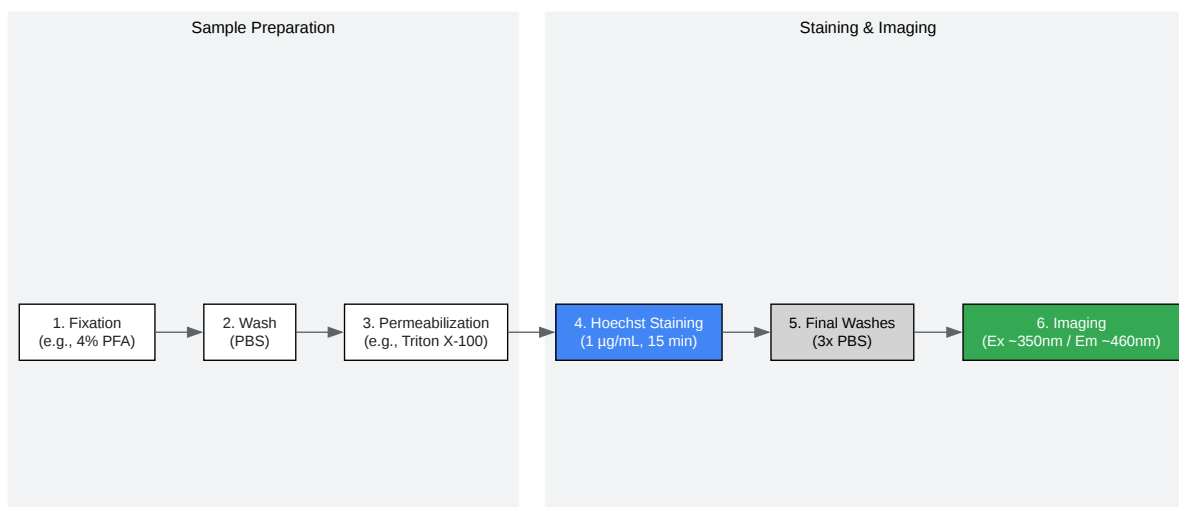 Sample Preparation
Staining & Imaging
1. Fixation
(e.g., 4% PFA)
2. Wash
(PBS)
3. Permeabilization
(e.g., Triton X-100)
4. Hoechst Staining
(1 µg/mL, 15 min)
5. Final Washes
(3x PBS)
6. Imaging
(Ex ~350nm / Em ~460nm)